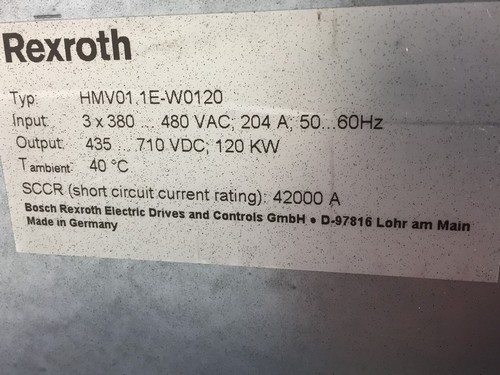 Rexroth
Typ: HMV01.1E-W0120
Input: 3 x 380 ... 480 VAC; 204 A; 50...60Hz
Output: 435 ... 710 VDC; 120 KW
T ambient: 40 °C
SCCR (short circuit current rating): 42000 A
Bosch Rexroth Electric Drives and Controls GmbH • D-97816 Lohr am Main
Made in Germany